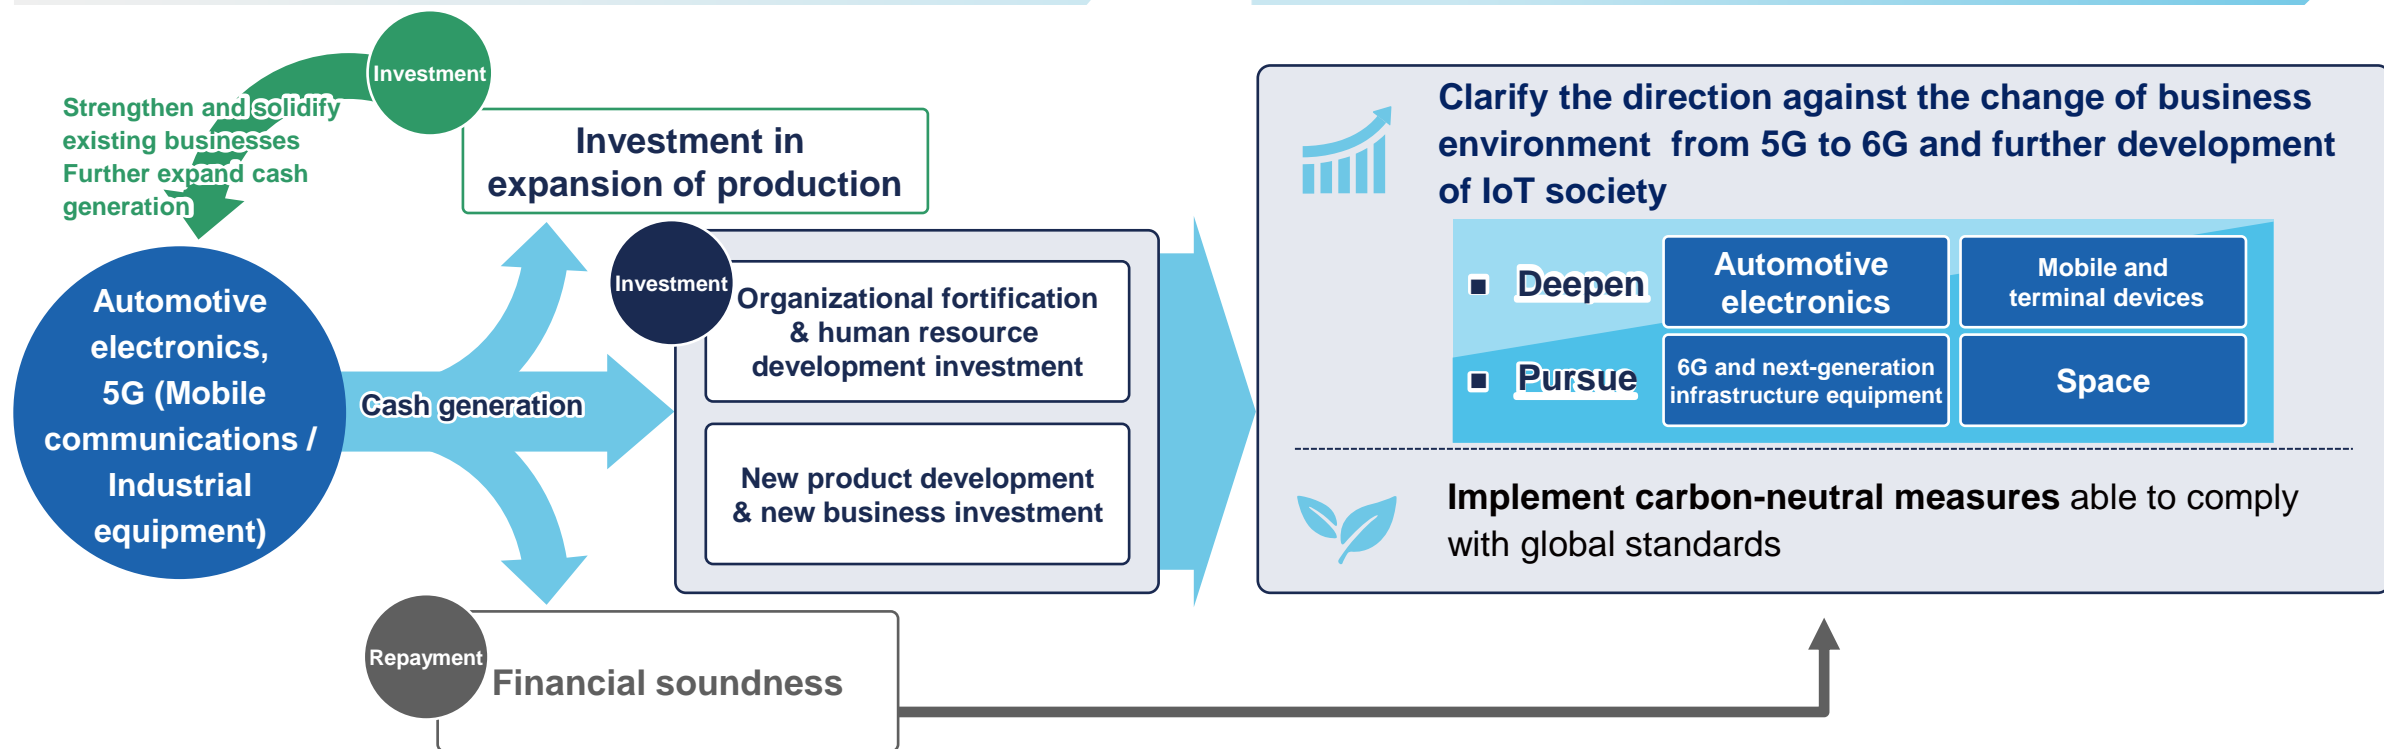 Investment
Strengthen and solidify
existing businesses
Further expand cash
generation
Investment in
expansion of production
Automotive
electronics,
5G (Mobile
communications /
Industrial
equipment)
Cash generation
Investment
Organizational fortification
& human resource
development investment
New product development
& new business investment
Repayment
Financial soundness
Clarify the direction against the change of business
environment  from 5G to 6G and further development
of IoT society
■ Deepen
Automotive
electronics
Mobile and
terminal devices
■ Pursue
6G and next-generation
infrastructure equipment
Space
Implement carbon-neutral measures able to comply
with global standards